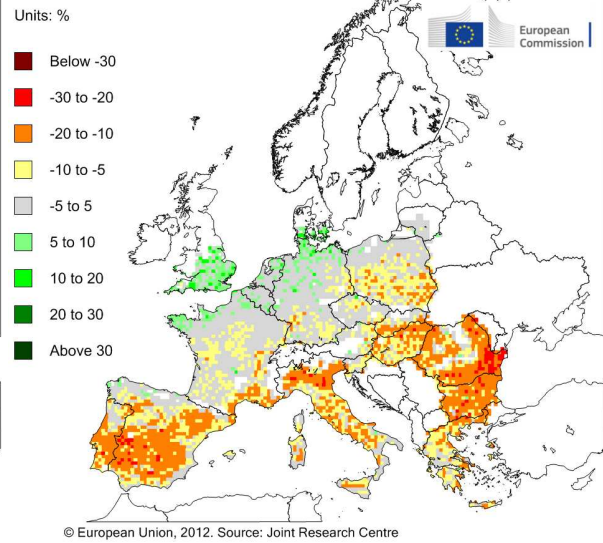 Units: %
European
Commission
Below -30
-30 to -20
-20 to -10
-10 to -5
-5 to 5
5 to 10
10 to 20
20 to 30
Above 30
© European Union, 2012. Source: Joint Research Centre